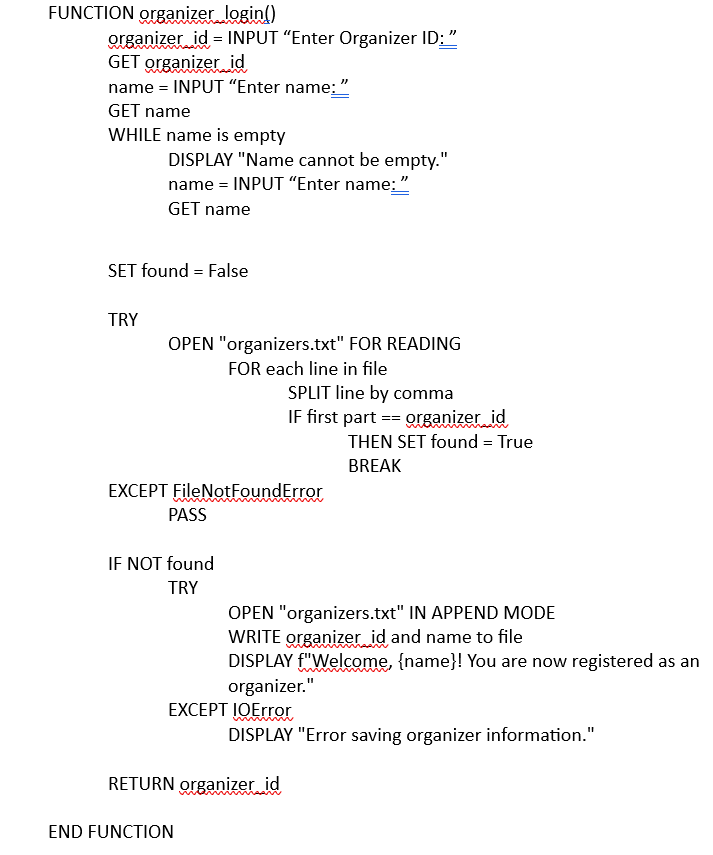 FUNCTION organizer_login()
organizer_id = INPUT “Enter Organizer ID: ”
GET organizer_id
name = INPUT “Enter name: ”
GET name
WHILE name is empty
DISPLAY "Name cannot be empty."
name = INPUT “Enter name: ”
GET name
SET found = False
TRY
OPEN "organizers.txt" FOR READING
FOR each line in file
SPLIT line by comma
IF first part == organizer_id
THEN SET found = True
BREAK
EXCEPT FileNotFoundError
PASS
IF NOT found
TRY
OPEN "organizers.txt" IN APPEND MODE
WRITE organizer_id and name to file
DISPLAY f"Welcome, {name}! You are now registered as an
organizer."
EXCEPT IOError
DISPLAY "Error saving organizer information."
RETURN organizer_id
END FUNCTION